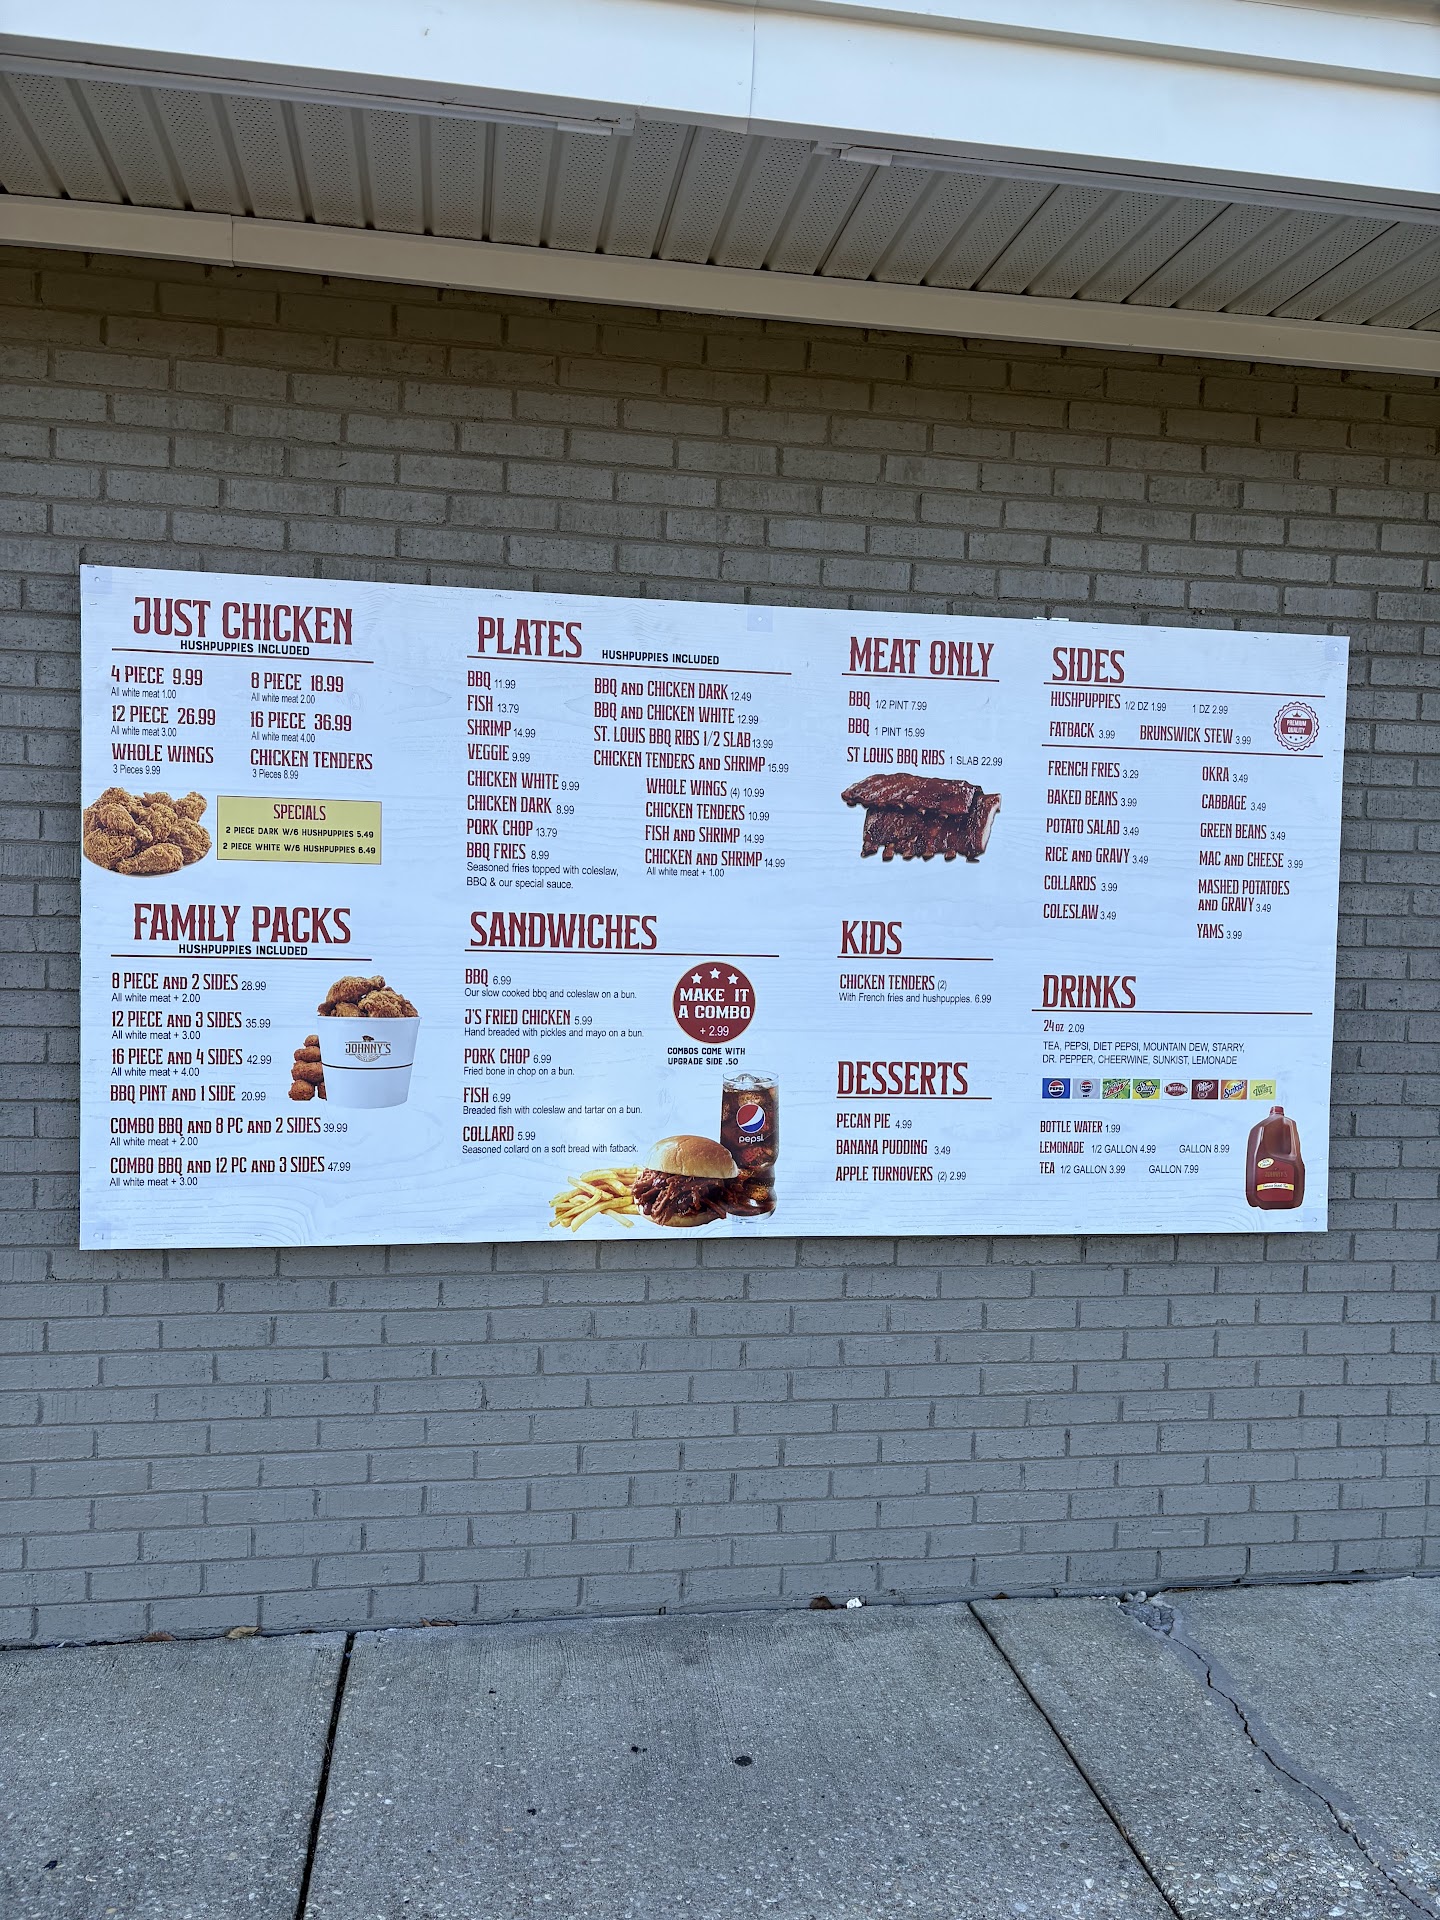 JUST CHICKEN
HUSHPUPPIES INCLUDED
4 PIECE 9.99
All white meat 1.00
8 PIECE 18.99
All white meat 2.00
12 PIECE 26.99
All white meat 3.00
16 PIECE 36.99
All white meat 4.00
WHOLE WINGS
3 Pieces 9.99
CHICKEN TENDERS
3 Pieces 8.99
SPECIALS
2 PIECE DARK W/6 HUSHPUPPIES 5.49
2 PIECE WHITE W/6 HUSHPUPPIES 6.49
FAMILY PACKS
HUSHPUPPIES INCLUDED
8 PIECE AND 2 SIDES 28.99
All white meat + 2.00
12 PIECE AND 3 SIDES 35.99
All white meat + 3.00
16 PIECE AND 4 SIDES 42.99
All white meat + 4.00
BBQ PINT AND 1 SIDE 20.99
COMBO BBQ AND 8 PC AND 2 SIDES 39.99
All white meat + 2.00
COMBO BBQ AND 12 PC AND 3 SIDES 47.99
All white meat + 3.00
JOHNNY'S
PLATES
HUSHPUPPIES INCLUDED
BBQ 11.99
FISH 13.79
SHRIMP 14.99
VEGGIE 9.99
CHICKEN WHITE 9.99
CHICKEN DARK 8.99
PORK CHOP 13.79
BBQ FRIES 8.99
Seasoned fries topped with coleslaw,
BBQ & our special sauce.
BBQ AND CHICKEN DARK 12.49
BBQ AND CHICKEN WHITE 12.99
ST. LOUIS BBQ RIBS 1/2 SLAB 13.99
CHICKEN TENDERS AND SHRIMP 15.99
WHOLE WINGS (4) 10.99
CHICKEN TENDERS 10.99
FISH AND SHRIMP 14.99
CHICKEN AND SHRIMP 14.99
All white meat + 1.00
SANDWICHES
BBQ 6.99
Our slow cooked bbq and coleslaw on a bun.
J'S FRIED CHICKEN 5.99
Hand breaded with pickles and mayo on a bun.
PORK CHOP 6.99
Fried bone in chop on a bun.
FISH 6.99
Breaded fish with coleslaw and tartar on a bun.
COLLARD 5.99
Seasoned collard on a soft bread with fatback.
MAKE IT
A COMBO
+ 2.99
COMBOS COME WITH
UPGRADE SIDE .50
pepsi
MEAT ONLY
BBQ 1/2 PINT 7.99
BBQ 1 PINT 15.99
ST LOUIS BBQ RIBS 1 SLAB 22.99
KIDS
CHICKEN TENDERS (2)
With French fries and hushpuppies. 6.99
DESSERTS
PECAN PIE 4.99
BANANA PUDDING 3.49
APPLE TURNOVERS (2) 2.99
SIDES
HUSHPUPPIES 1/2 DZ 1.99 1 DZ 2.99
FATBACK 3.99 BRUNSWICK STEW 3.99
PREMIUM
QUALITY
FRENCH FRIES 3.29
BAKED BEANS 3.99
POTATO SALAD 3.49
RICE AND GRAVY 3.49
COLLARDS 3.99
COLESLAW 3.49
OKRA 3.49
CABBAGE 3.49
GREEN BEANS 3.49
MAC AND CHEESE 3.99
MASHED POTATOES
AND GRAVY 3.49
YAMS 3.99
DRINKS
24oz 2.09
TEA, PEPSI, DIET PEPSI, MOUNTAIN DEW, STARRY,
DR. PEPPER, CHEERWINE, SUNKIST, LEMONADE
BOTTLE WATER 1.99
LEMONADE 1/2 GALLON 4.99 GALLON 8.99
TEA 1/2 GALLON 3.99 GALLON 7.99